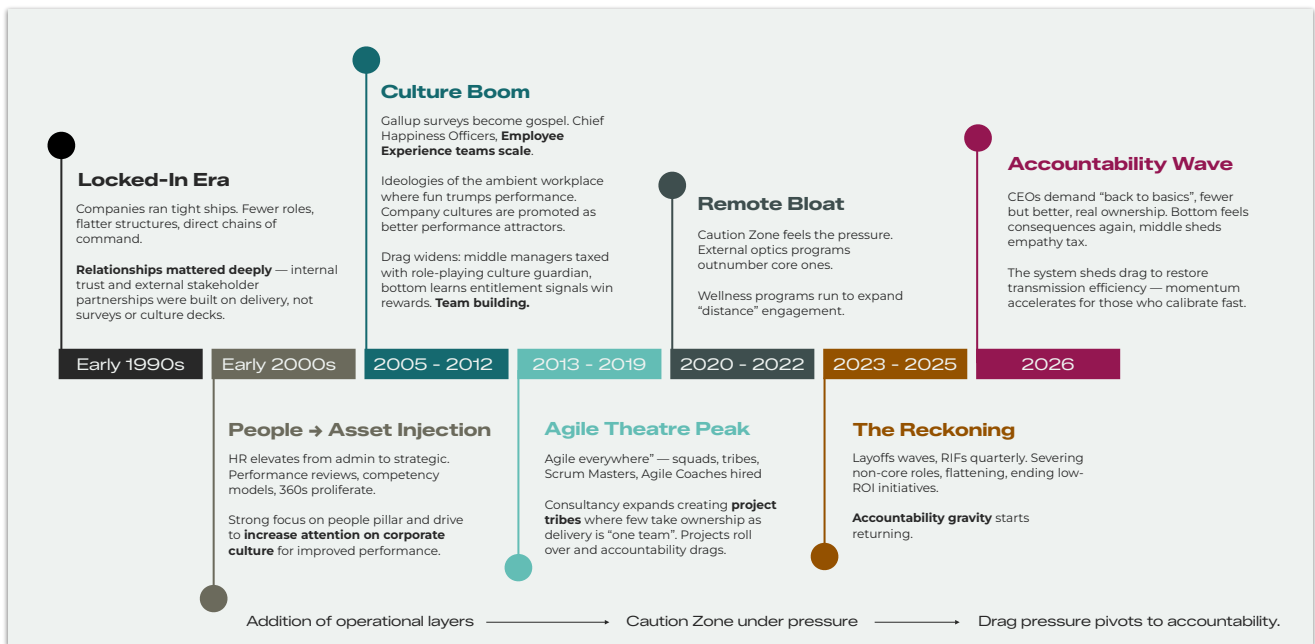 Culture Boom
Gallup surveys become gospel. Chief
Happiness Officers, Employee
Experience teams scale.
Ideologies of the ambient workplace
where fun trumps performance.
Company cultures are promoted as
better performance attractors.
Drag widens: middle managers taxed
with role-playing culture guardian,
bottom learns entitlement signals win
rewards. Team building.
Locked-In Era
Companies ran tight ships. Fewer roles,
flatter structures, direct chains of
command.
Relationships mattered deeply — internal
trust and external stakeholder
partnerships were built on delivery, not
surveys or culture decks.
Remote Bloat
Caution Zone feels the pressure.
External optics programs
outnumber core ones.
Wellness programs run to expand
“distance” engagement.
Accountability Wave
CEOs demand “back to basics”, fewer
but better, real ownership. Bottom feels
consequences again, middle sheds
empathy tax.
The system sheds drag to restore
transmission efficiency — momentum
accelerates for those who calibrate fast.
Early 1990s
Early 2000s
2005 - 2012
2013 - 2019
2020 - 2022
2023 - 2025
2026
People → Asset Injection
HR elevates from admin to strategic.
Performance reviews, competency
models, 360s proliferate.
Strong focus on people pillar and drive
to increase attention on corporate
culture for improved performance.
Agile Theatre Peak
Agile everywhere” — squads, tribes,
Scrum Masters, Agile Coaches hired
Consultancy expands creating project
tribes where few take ownership as
delivery is “one team”. Projects roll
over and accountability drags.
The Reckoning
Layoffs waves, RIFs quarterly. Severing
non-core roles, flattening, ending low-
ROI initiatives.
Accountability gravity starts
returning.
Addition of operational layers
Caution Zone under pressure
Drag pressure pivots to accountability.